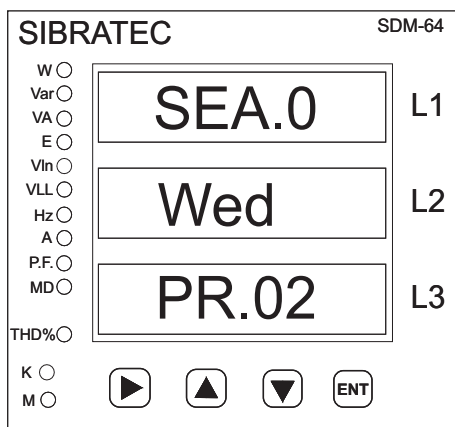 SIBRATEC SDM-64
W
Var
VA
E
Vln
VLL
Hz
A
P.F.
MD
THD%
K
M
SEA.0 L1
Wed L2
PR.02 L3
ENT